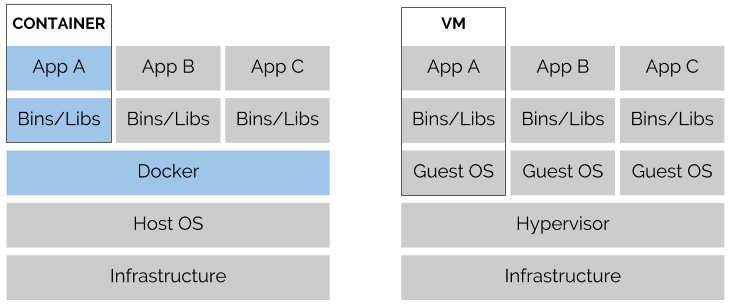 CONTAINER
App A App B App C
Bins/Libs Bins/Libs Bins/Libs
Docker
Host OS
Infrastructure
VM
App A App B App C
Bins/Libs Bins/Libs Bins/Libs
Guest OS Guest OS Guest OS
Hypervisor
Infrastructure